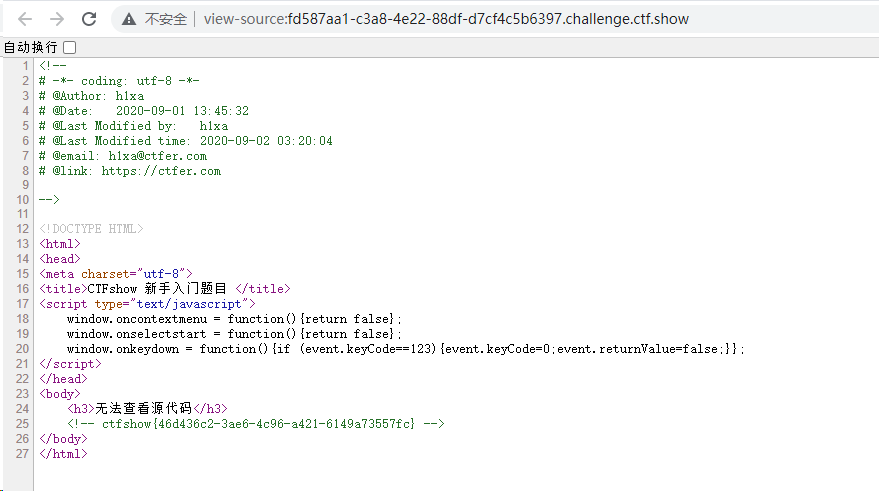 不安全 | view-source:fd587aa1-c3a8-4e22-88df-d7cf4c5b6397.challenge.ctf.show
自动换行
1 <!--
2 # -*- coding: utf-8 -*-
3 # @Author: h1xa
4 # @Date:   2020-09-01 13:45:32
5 # @Last Modified by:   h1xa
6 # @Last Modified time: 2020-09-02 03:20:04
7 # @email: h1xa@ctfer.com
8 # @link: https://ctfer.com
9
10 -->
11
12 <!DOCTYPE HTML>
13 <html>
14 <head>
15 <meta charset="utf-8">
16 <title>CTFshow 新手入门题目 </title>
17 <script type="text/javascript">
18     window.oncontextmenu = function(){return false};
19     window.onselectstart = function(){return false};
20     window.onkeydown = function(){if (event.keyCode==123){event.keyCode=0;event.returnValue=false;}};
21 </script>
22 </head>
23 <body>
24     <h3>无法查看源代码</h3>
25     <!-- ctfshow{46d436c2-3ae6-4c96-a421-6149a73557fc} -->
26 </body>
27 </html>